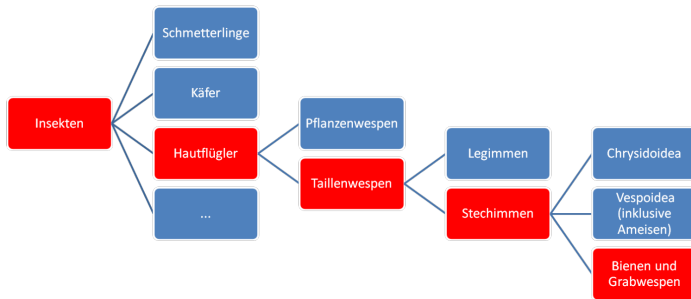 Insekten
Schmetterlinge
Käfer
Hautflügler
...
Pflanzenwespen
Taillenwespen
Legimmen
Stechimmen
Chrysidoidea
Vespoidea
(inklusive
Ameisen)
Bienen und
Grabwespen